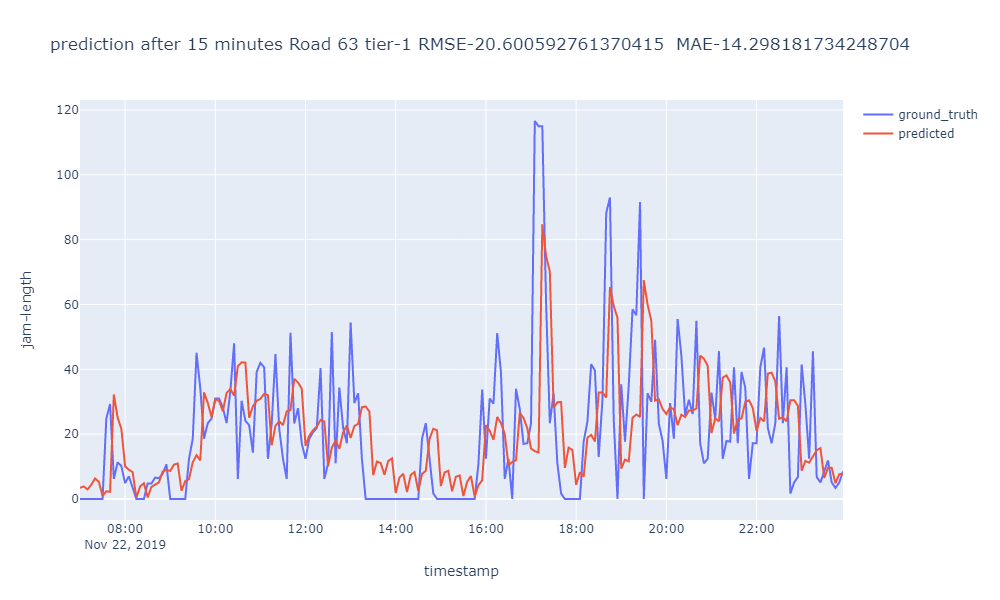 prediction after 15 minutes Road 63 tier-1 RMSE-20.600592761370415  MAE-14.298181734248704
ground_truth
predicted
120
100
80
60
40
20
0
jam-length
08:00 10:00 12:00 14:00 16:00 18:00 20:00 22:00
Nov 22, 2019
timestamp